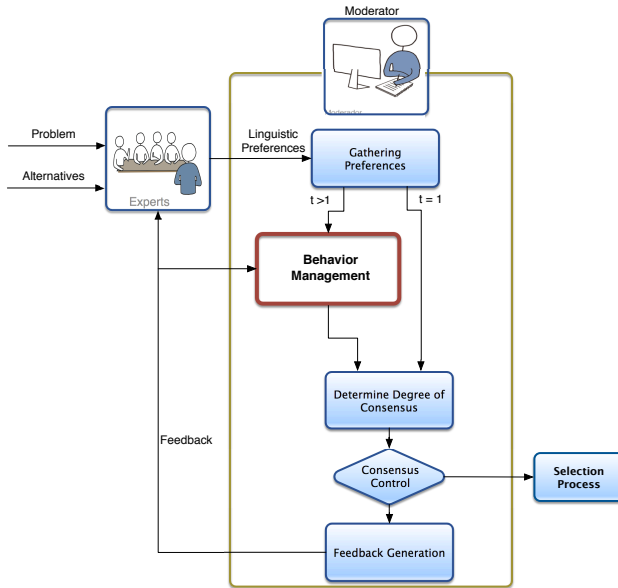 Moderator
Moderador
Problem
Alternatives
Experts
Linguistic
Preferences
Gathering
Preferences
t >1
t = 1
Behavior
Management
Determine Degree of
Consensus
Feedback
Consensus
Control
Selection
Process
Feedback Generation